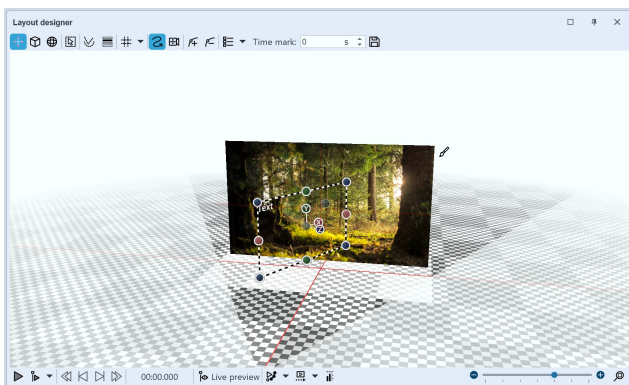 Layout designer
Time mark: 0 s
Text
Y
X
Z
00:00.000 Live preview